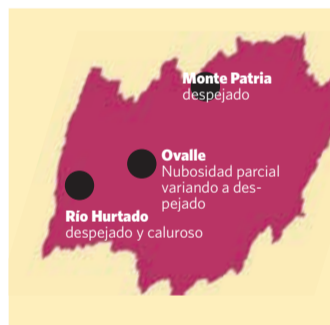 Monte Patria
despejado
Ovalle
Nubosidad parcial
variando a des-
pejado
Río Hurtado
despejado y caluroso